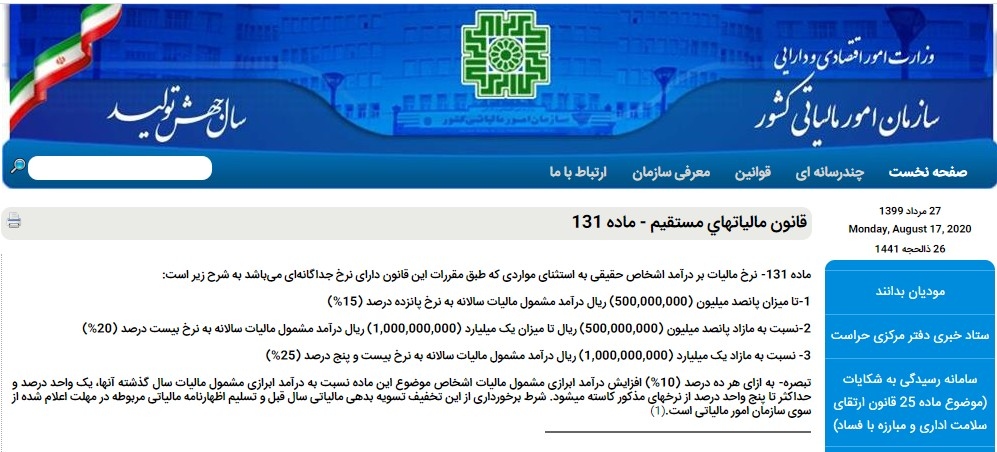 وزارت امور اقتصادی و دارایی
سازمان امور مالیاتی کشور
سال جهش تولید
سازمان امور مالیاتی کشور
صفحه نخست
چندرسانه ای
قوانین
معرفی سازمان
ارتباط با ما
27 مرداد 1399
Monday, August 17, 2020
26 ذالحجه 1441
مودیان بدانند
ستاد خبری دفتر مرکزی حراست
سامانه رسیدگی به شکایات
(موضوع ماده 25 قانون ارتقای
سلامت اداری و مبارزه با فساد)
قانون مالياتهاي مستقيم - ماده 131
ماده 131- نرخ مالیات بر درآمد اشخاص حقیقی به استثنای مواردی که طبق مقررات این قانون دارای نرخ جداگانه‌ای می‌باشد به شرح زیر است:
1-تا میزان پانصد میلیون (500,000,000) ریال درآمد مشمول مالیات سالانه به نرخ پانزده درصد (15%)
2-نسبت به مازاد پانصد میلیون (500,000,000) ریال تا میزان یک میلیارد (1,000,000,000) ریال درآمد مشمول مالیات سالانه به نرخ بیست درصد (20%)
3- نسبت به مازاد یک میلیارد (1,000,000,000) ریال درآمد مشمول مالیات سالانه به نرخ بیست و پنج درصد (25%)
تبصره- به ازای هر ده درصد (10%) افزایش درآمد ابرازی مشمول مالیات اشخاص موضوع این ماده نسبت به درآمد ابرازی مشمول مالیات سال گذشته آنها، یک واحد درصد و
حداکثر تا پنج واحد درصد از نرخهای مذکور کاسته میشود. شرط برخورداری از این تخفیف تسویه بدهی مالیاتی سال قبل و تسلیم اظهارنامه مالیاتی مربوطه در مهلت اعلام شده از
سوی سازمان امور مالیاتی است.(1)